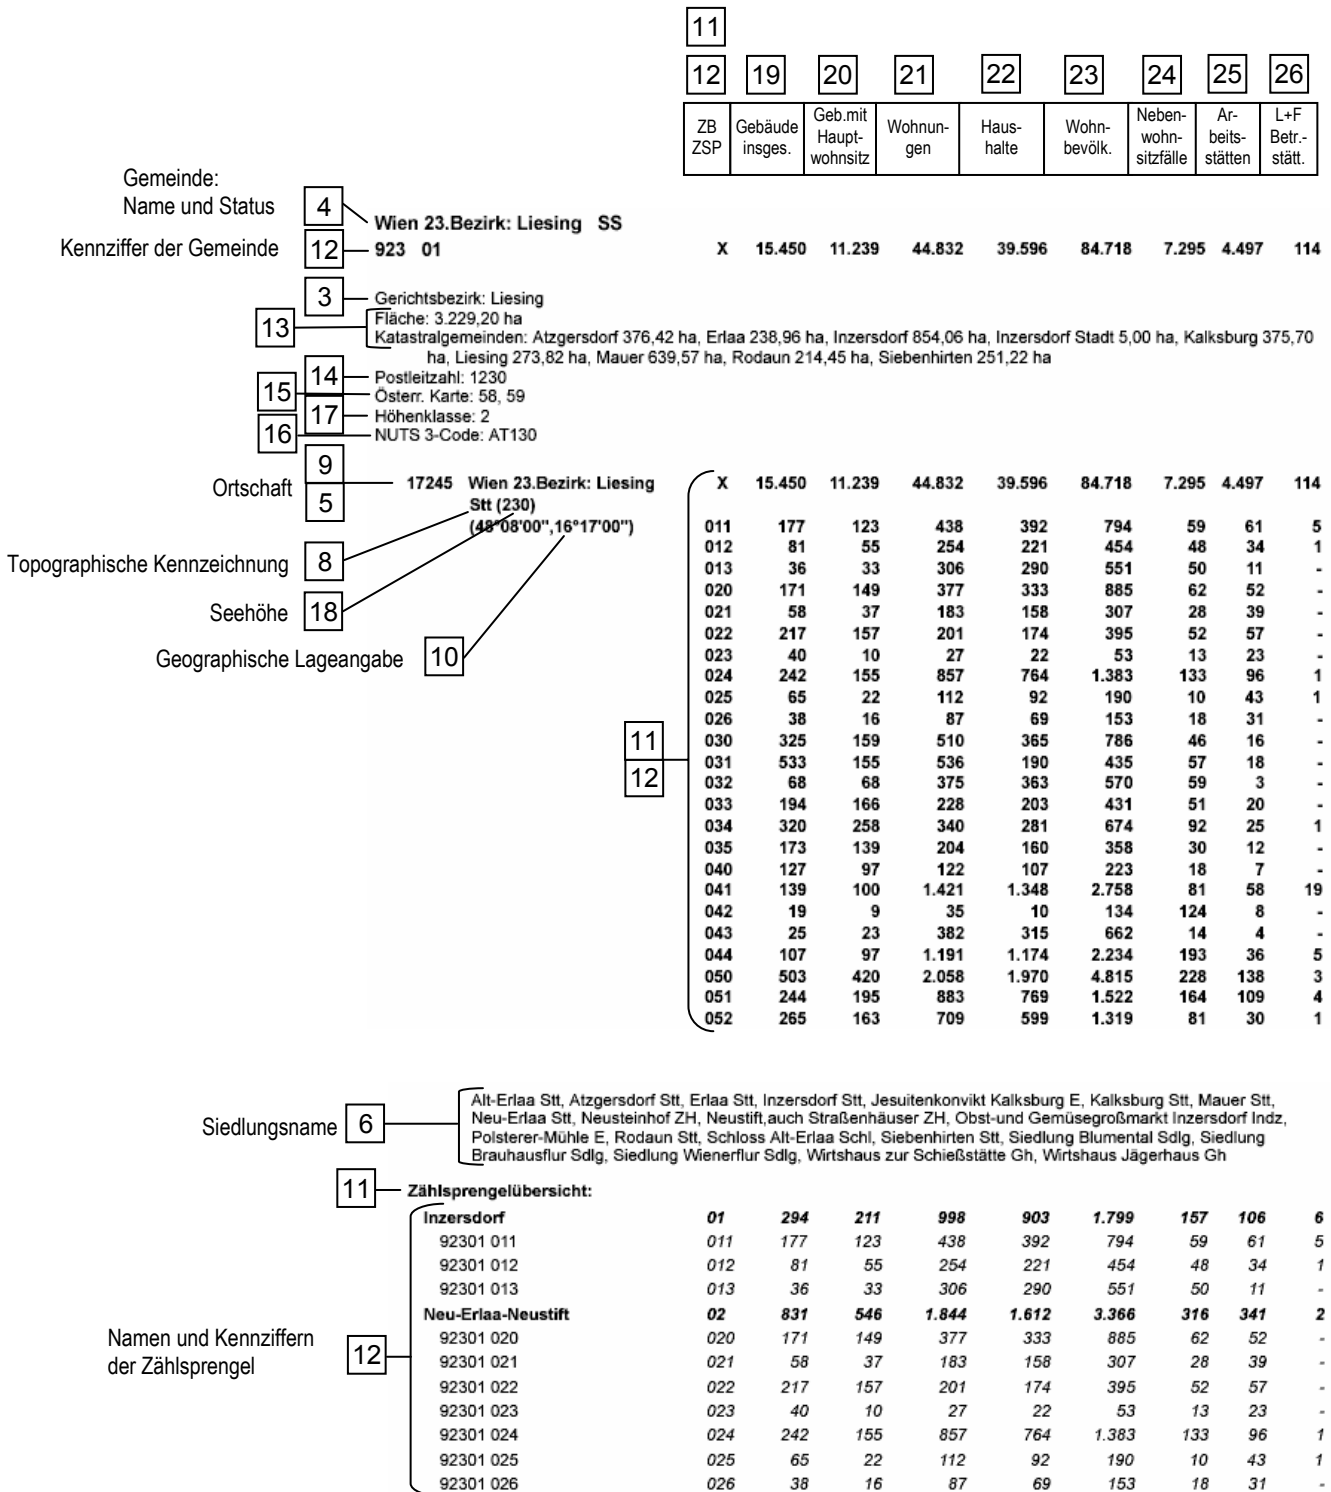 11
12 19 20 21 22 23 24 25 26
ZB ZSP Gebäude insges. Geb.mit Haupt- wohnsitz Wohnun- gen Haus- halte Wohn- bevölk. Neben- wohn- sitzfälle Ar- beits- stätten L+F Betr.- stätt.
Gemeinde:
Name und Status 4 Wien 23.Bezirk: Liesing SS
Kennziffer der Gemeinde 12 923 01 X 15.450 11.239 44.832 39.596 84.718 7.295 4.497 114
3 Gerichtsbezirk: Liesing
13 Fläche: 3.229,20 ha
Katastralgemeinden: Atzgersdorf 376,42 ha, Erlaa 238,96 ha, Inzersdorf 854,06 ha, Inzersdorf Stadt 5,00 ha, Kalksburg 375,70
ha, Liesing 273,82 ha, Mauer 639,57 ha, Rodaun 214,45 ha, Siebenhirten 251,22 ha
14 Postleitzahl: 1230
15 Österr. Karte: 58, 59
17 Höhenklasse: 2
16 NUTS 3-Code: AT130
Ortschaft 9 5 17245 Wien 23.Bezirk: Liesing X 15.450 11.239 44.832 39.596 84.718 7.295 4.497 114
Stt (230)
(48°08'00",16°17'00") 011 177 123 438 392 794 59 61 5
012 81 55 254 221 454 48 34 1
Topographische Kennzeichnung 8 013 36 33 306 290 551 50 11 -
020 171 149 377 333 885 62 52 -
Seehöhe 18 021 58 37 183 158 307 28 39 -
022 217 157 201 174 395 52 57 -
Geographische Lageangabe 10 023 40 10 27 22 53 13 23 -
024 242 155 857 764 1.383 133 96 1
025 65 22 112 92 190 10 43 1
026 38 16 87 69 153 18 31 -
11 030 325 159 510 365 786 46 16 -
031 533 155 536 190 435 57 18 -
12 032 68 68 375 363 570 59 3 -
033 194 166 228 203 431 51 20 -
034 320 258 340 281 674 92 25 1
035 173 139 204 160 358 30 12 -
040 127 97 122 107 223 18 7 -
041 139 100 1.421 1.348 2.758 81 58 19
042 19 9 35 10 134 124 8 -
043 25 23 382 315 662 14 4 -
044 107 97 1.191 1.174 2.234 193 36 5
050 503 420 2.058 1.970 4.815 228 138 3
051 244 195 883 769 1.522 164 109 4
052 265 163 709 599 1.319 81 30 1
Siedlungsname 6 Alt-Erlaa Stt, Atzgersdorf Stt, Erlaa Stt, Inzersdorf Stt, Jesuitenkonvikt Kalksburg E, Kalksburg Stt, Mauer Stt,
Neu-Erlaa Stt, Neusteinhof ZH, Neustift,auch Straßenhäuser ZH, Obst-und Gemüsegroßmarkt Inzersdorf Indz,
Polsterer-Mühle E, Rodaun Stt, Schloss Alt-Erlaa Schl, Siebenhirten Stt, Siedlung Blumental Sdlg, Siedlung
Brauhausflur Sdlg, Siedlung Wienerflur Sdlg, Wirtshaus zur Schießstätte Gh, Wirtshaus Jägerhaus Gh
11 Zählsprengelübersicht:
Inzersdorf 01 294 211 998 903 1.799 157 106 6
92301 011 011 177 123 438 392 794 59 61 5
92301 012 012 81 55 254 221 454 48 34 1
92301 013 013 36 33 306 290 551 50 11 -
Neu-Erlaa-Neustift 02 831 546 1.844 1.612 3.366 316 341 2
Namen und Kennziffern 92301 020 020 171 149 377 333 885 62 52 -
der Zählsprengel 12 92301 021 021 58 37 183 158 307 28 39 -
92301 022 022 217 157 201 174 395 52 57 -
92301 023 023 40 10 27 22 53 13 23 -
92301 024 024 242 155 857 764 1.383 133 96 1
92301 025 025 65 22 112 92 190 10 43 1
92301 026 026 38 16 87 69 153 18 31 -